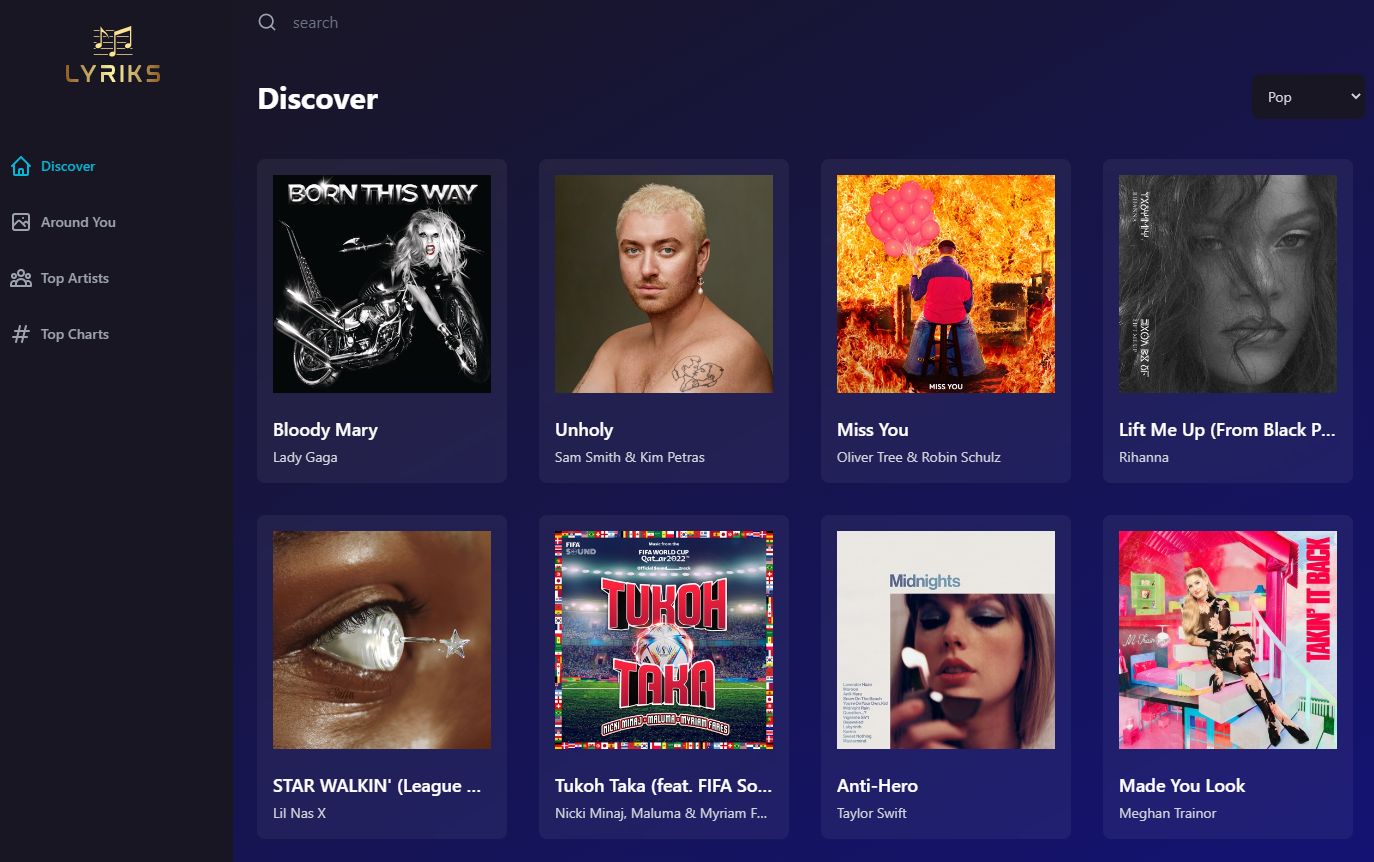 LYRIKS
search
Discover
Pop
Discover
Around You
Top Artists
Top Charts
BORN THIS WAY
Bloody Mary
Lady Gaga
Unholy
Sam Smith & Kim Petras
MISS YOU
Miss You
Oliver Tree & Robin Schulz
Lift Me Up (From Black P...
Rihanna
STAR WALKIN' (League ...
Lil Nas X
FIFA
SOUND
Music from the
FIFA WORLD CUP
Qatar2022
TUKOH
TAKA
NICKI MINAJ
MALUMA
MYRIAM FARES
Tukoh Taka (feat. FIFA So...
Nicki Minaj, Maluma & Myriam F...
Midnights
Anti-Hero
Taylor Swift
TAKIN' IT BACK
Made You Look
Meghan Trainor